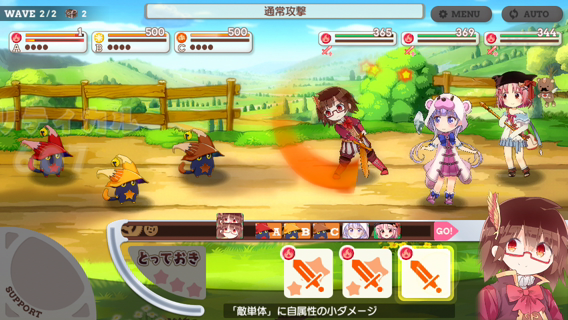 WAVE 2/2 2
通常攻撃
MENU
AUTO
1
A
500
B
500
C
365
369
344
A
B
C
GO!
とっておき
SUPPORT
「敵単体」に自属性の小ダメージ